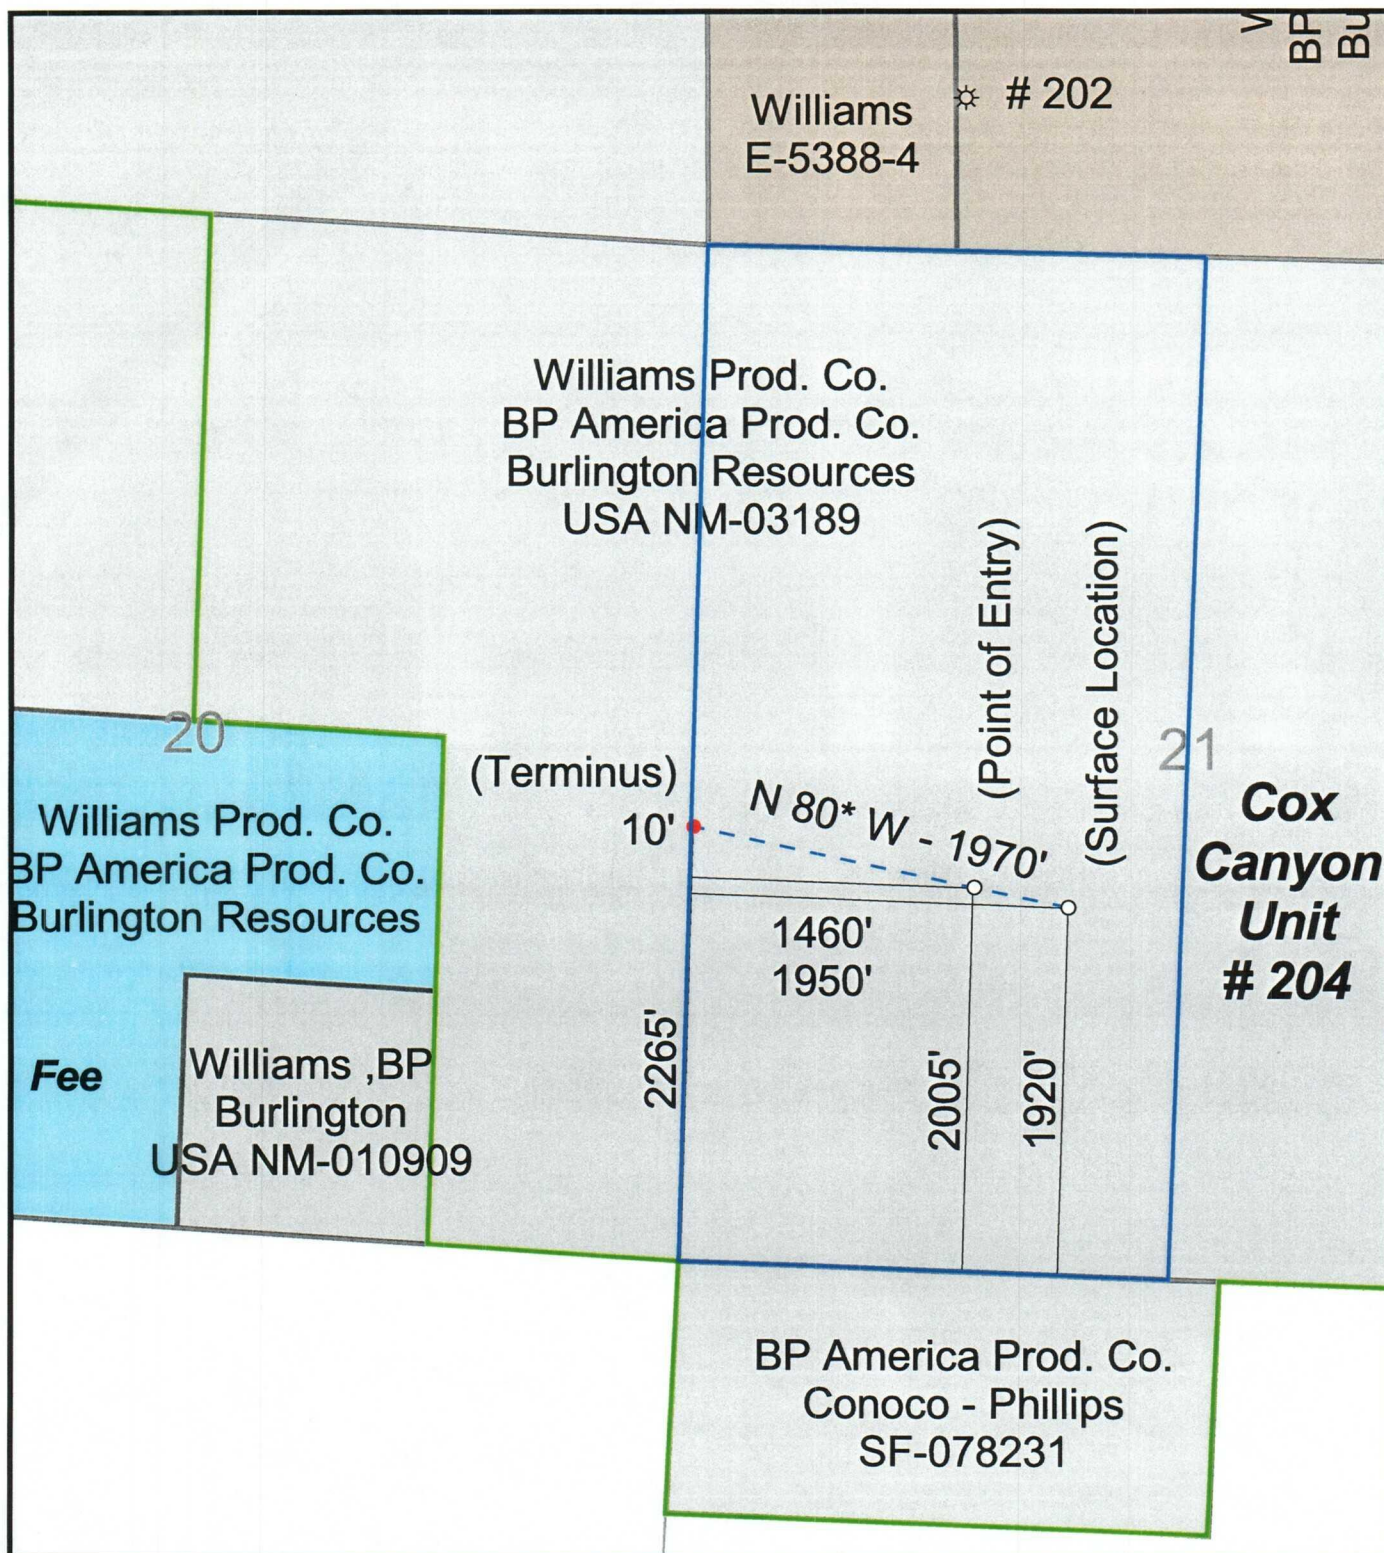 W
BP
Bu
Williams
E-5388-4
# 202
Williams Prod. Co.
BP America Prod. Co.
Burlington Resources
USA NM-03189
(Point of Entry)
(Surface Location)
20
21
(Terminus)
10'
N 80* W - 1970'
Cox
Canyon
Unit
# 204
Williams Prod. Co.
BP America Prod. Co.
Burlington Resources
1460'
1950'
2265'
2005'
1920'
Fee
Williams ,BP
Burlington
USA NM-010909
BP America Prod. Co.
Conoco - Phillips
SF-078231